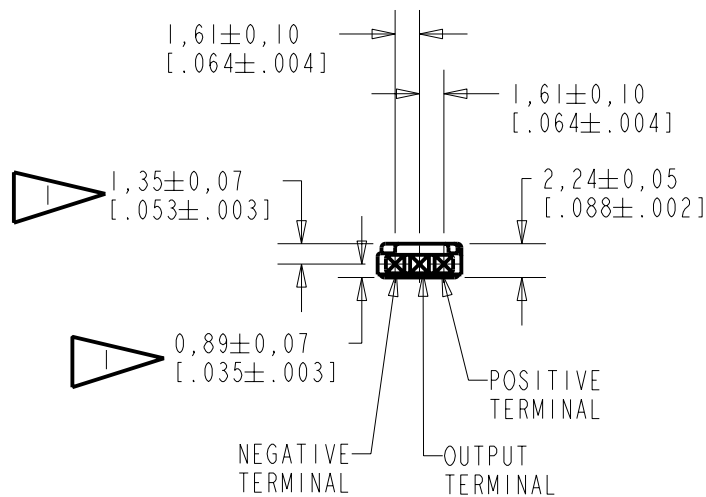 1,61±0,10
[.064±.004]
1,61±0,10
[.064±.004]
1
1,35±0,07
[.053±.003]
2,24±0,05
[.088±.002]
1
0,89±0,07
[.035±.003]
POSITIVE
TERMINAL
NEGATIVE
TERMINAL
OUTPUT
TERMINAL